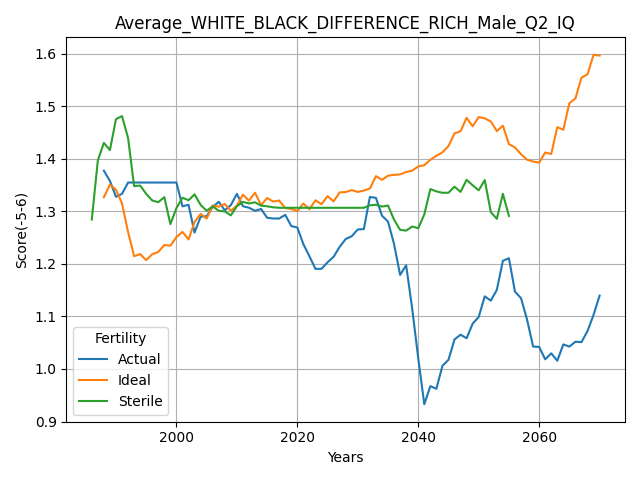 Average_WHITE_BLACK_DIFFERENCE_RICH_Male_Q2_IQ
Score(-5-6)
1.6
1.5
1.4
1.3
1.2
1.1
1.0
0.9
Fertility
Actual
Ideal
Sterile
2000 2020 2040 2060
Years